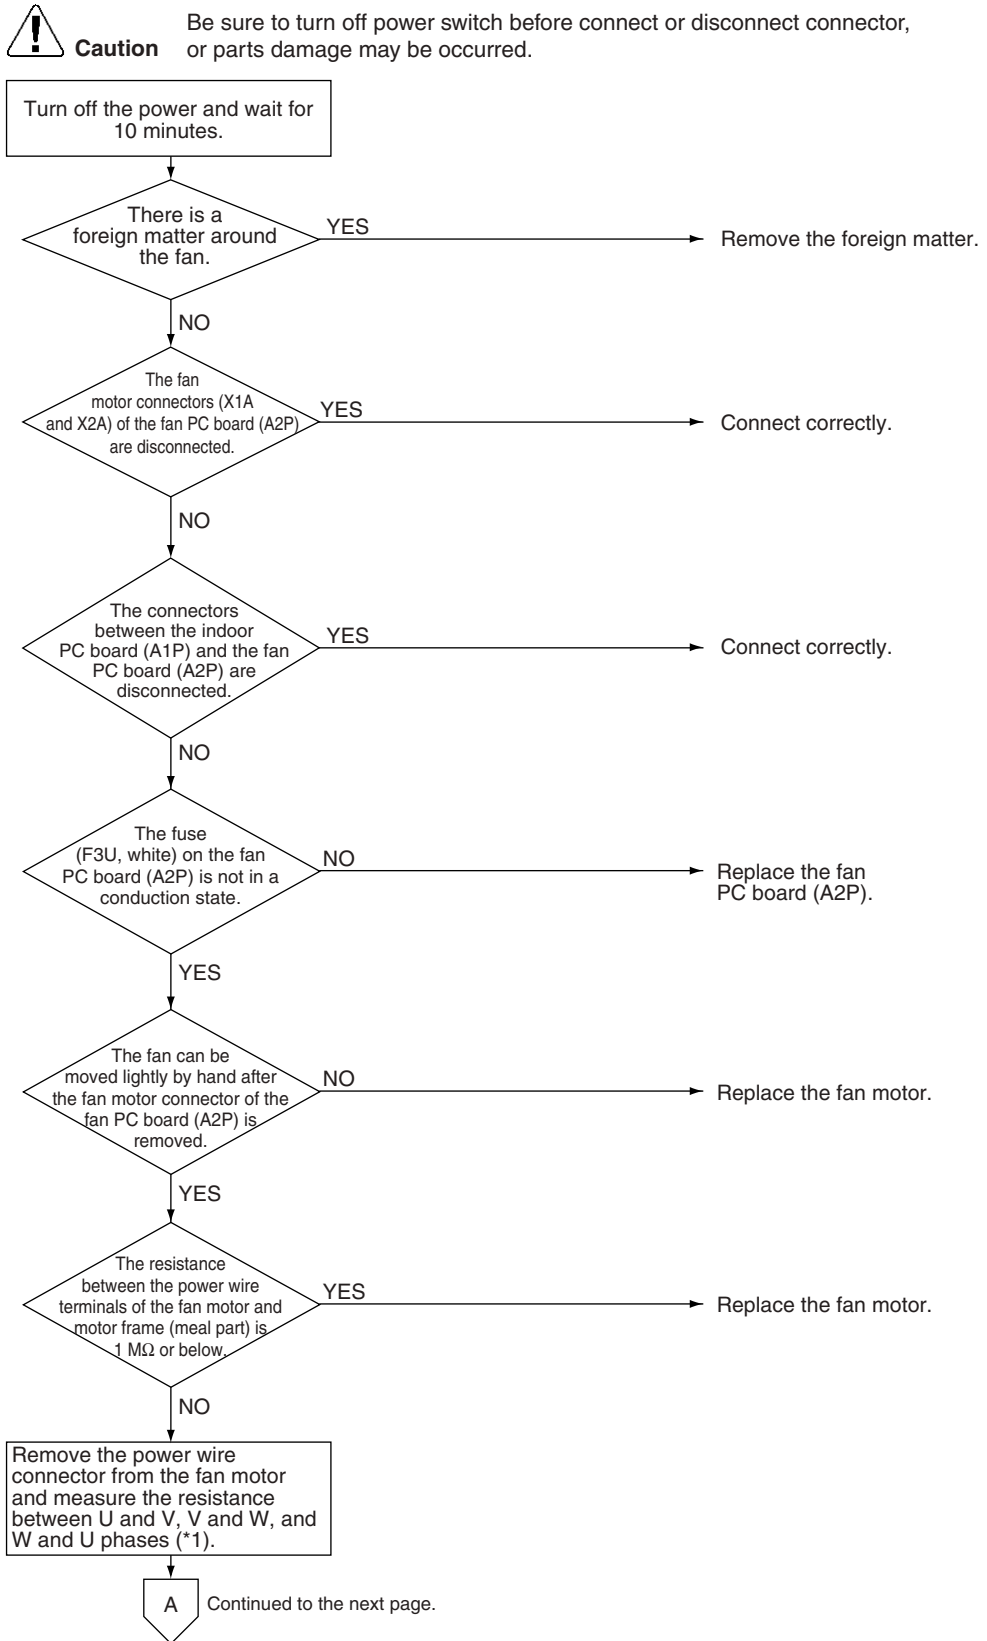 Caution
Be sure to turn off power switch before connect or disconnect connector,
or parts damage may be occurred.
Turn off the power and wait for
10 minutes.
There is a
foreign matter around
the fan.
YES
Remove the foreign matter.
NO
The fan
motor connectors (X1A
and X2A) of the fan PC board (A2P)
are disconnected.
YES
Connect correctly.
NO
The connectors
between the indoor
PC board (A1P) and the fan
PC board (A2P) are
disconnected.
YES
Connect correctly.
NO
The fuse
(F3U, white) on the fan
PC board (A2P) is not in a
conduction state.
NO
Replace the fan
PC board (A2P).
YES
The fan can be
moved lightly by hand after
the fan motor connector of the
fan PC board (A2P) is
removed.
NO
Replace the fan motor.
YES
The resistance
between the power wire
terminals of the fan motor and
motor frame (meal part) is
1 MΩ or below.
YES
Replace the fan motor.
NO
Remove the power wire
connector from the fan motor
and measure the resistance
between U and V, V and W, and
W and U phases (*1).
A
Continued to the next page.